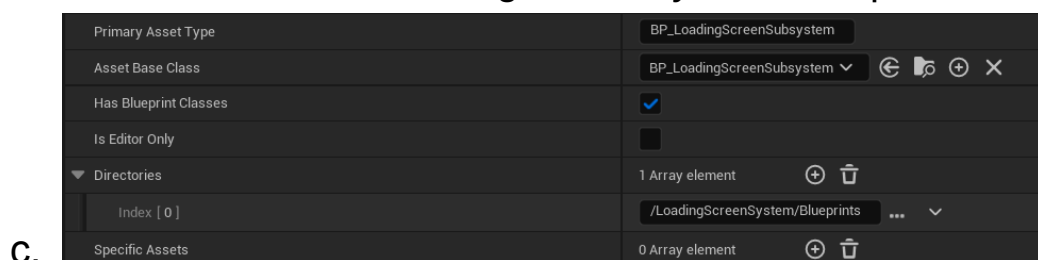 Primary Asset Type BP_LoadingScreenSubsystem
Asset Base Class BP_LoadingScreenSubsystem
Has Blueprint Classes
Is Editor Only
Directories 1 Array element
Index [ 0 ] /LoadingScreenSystem/Blueprints ...
C. Specific Assets 0 Array element